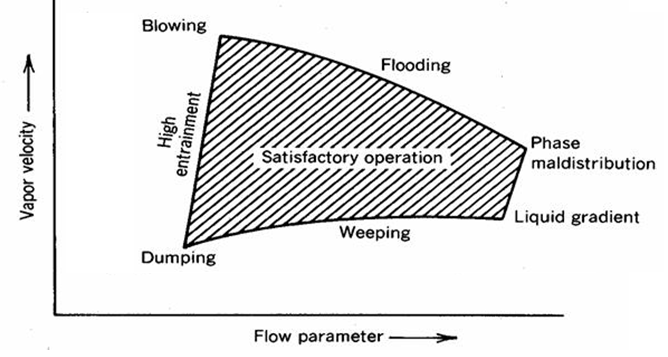 Blowing
Flooding
High
entrainment
Vapor velocity
Satisfactory operation
Phase
maldistribution
Liquid gradient
Weeping
Dumping
Flow parameter